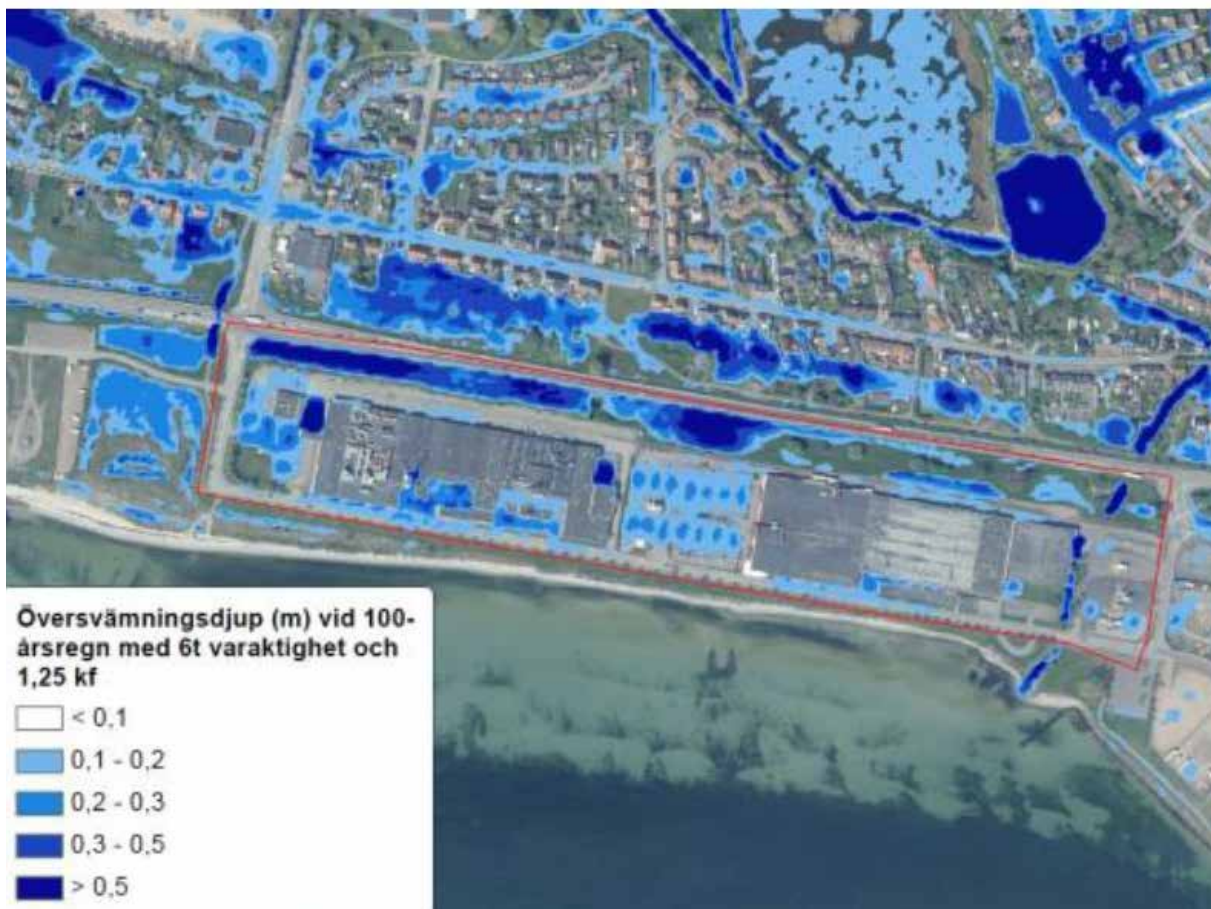 Översvämningsdjup (m) vid 100-
årsregn med 6t varaktighet och
1,25 kf
< 0,1
0,1 - 0,2
0,2 - 0,3
0,3 - 0,5
> 0,5